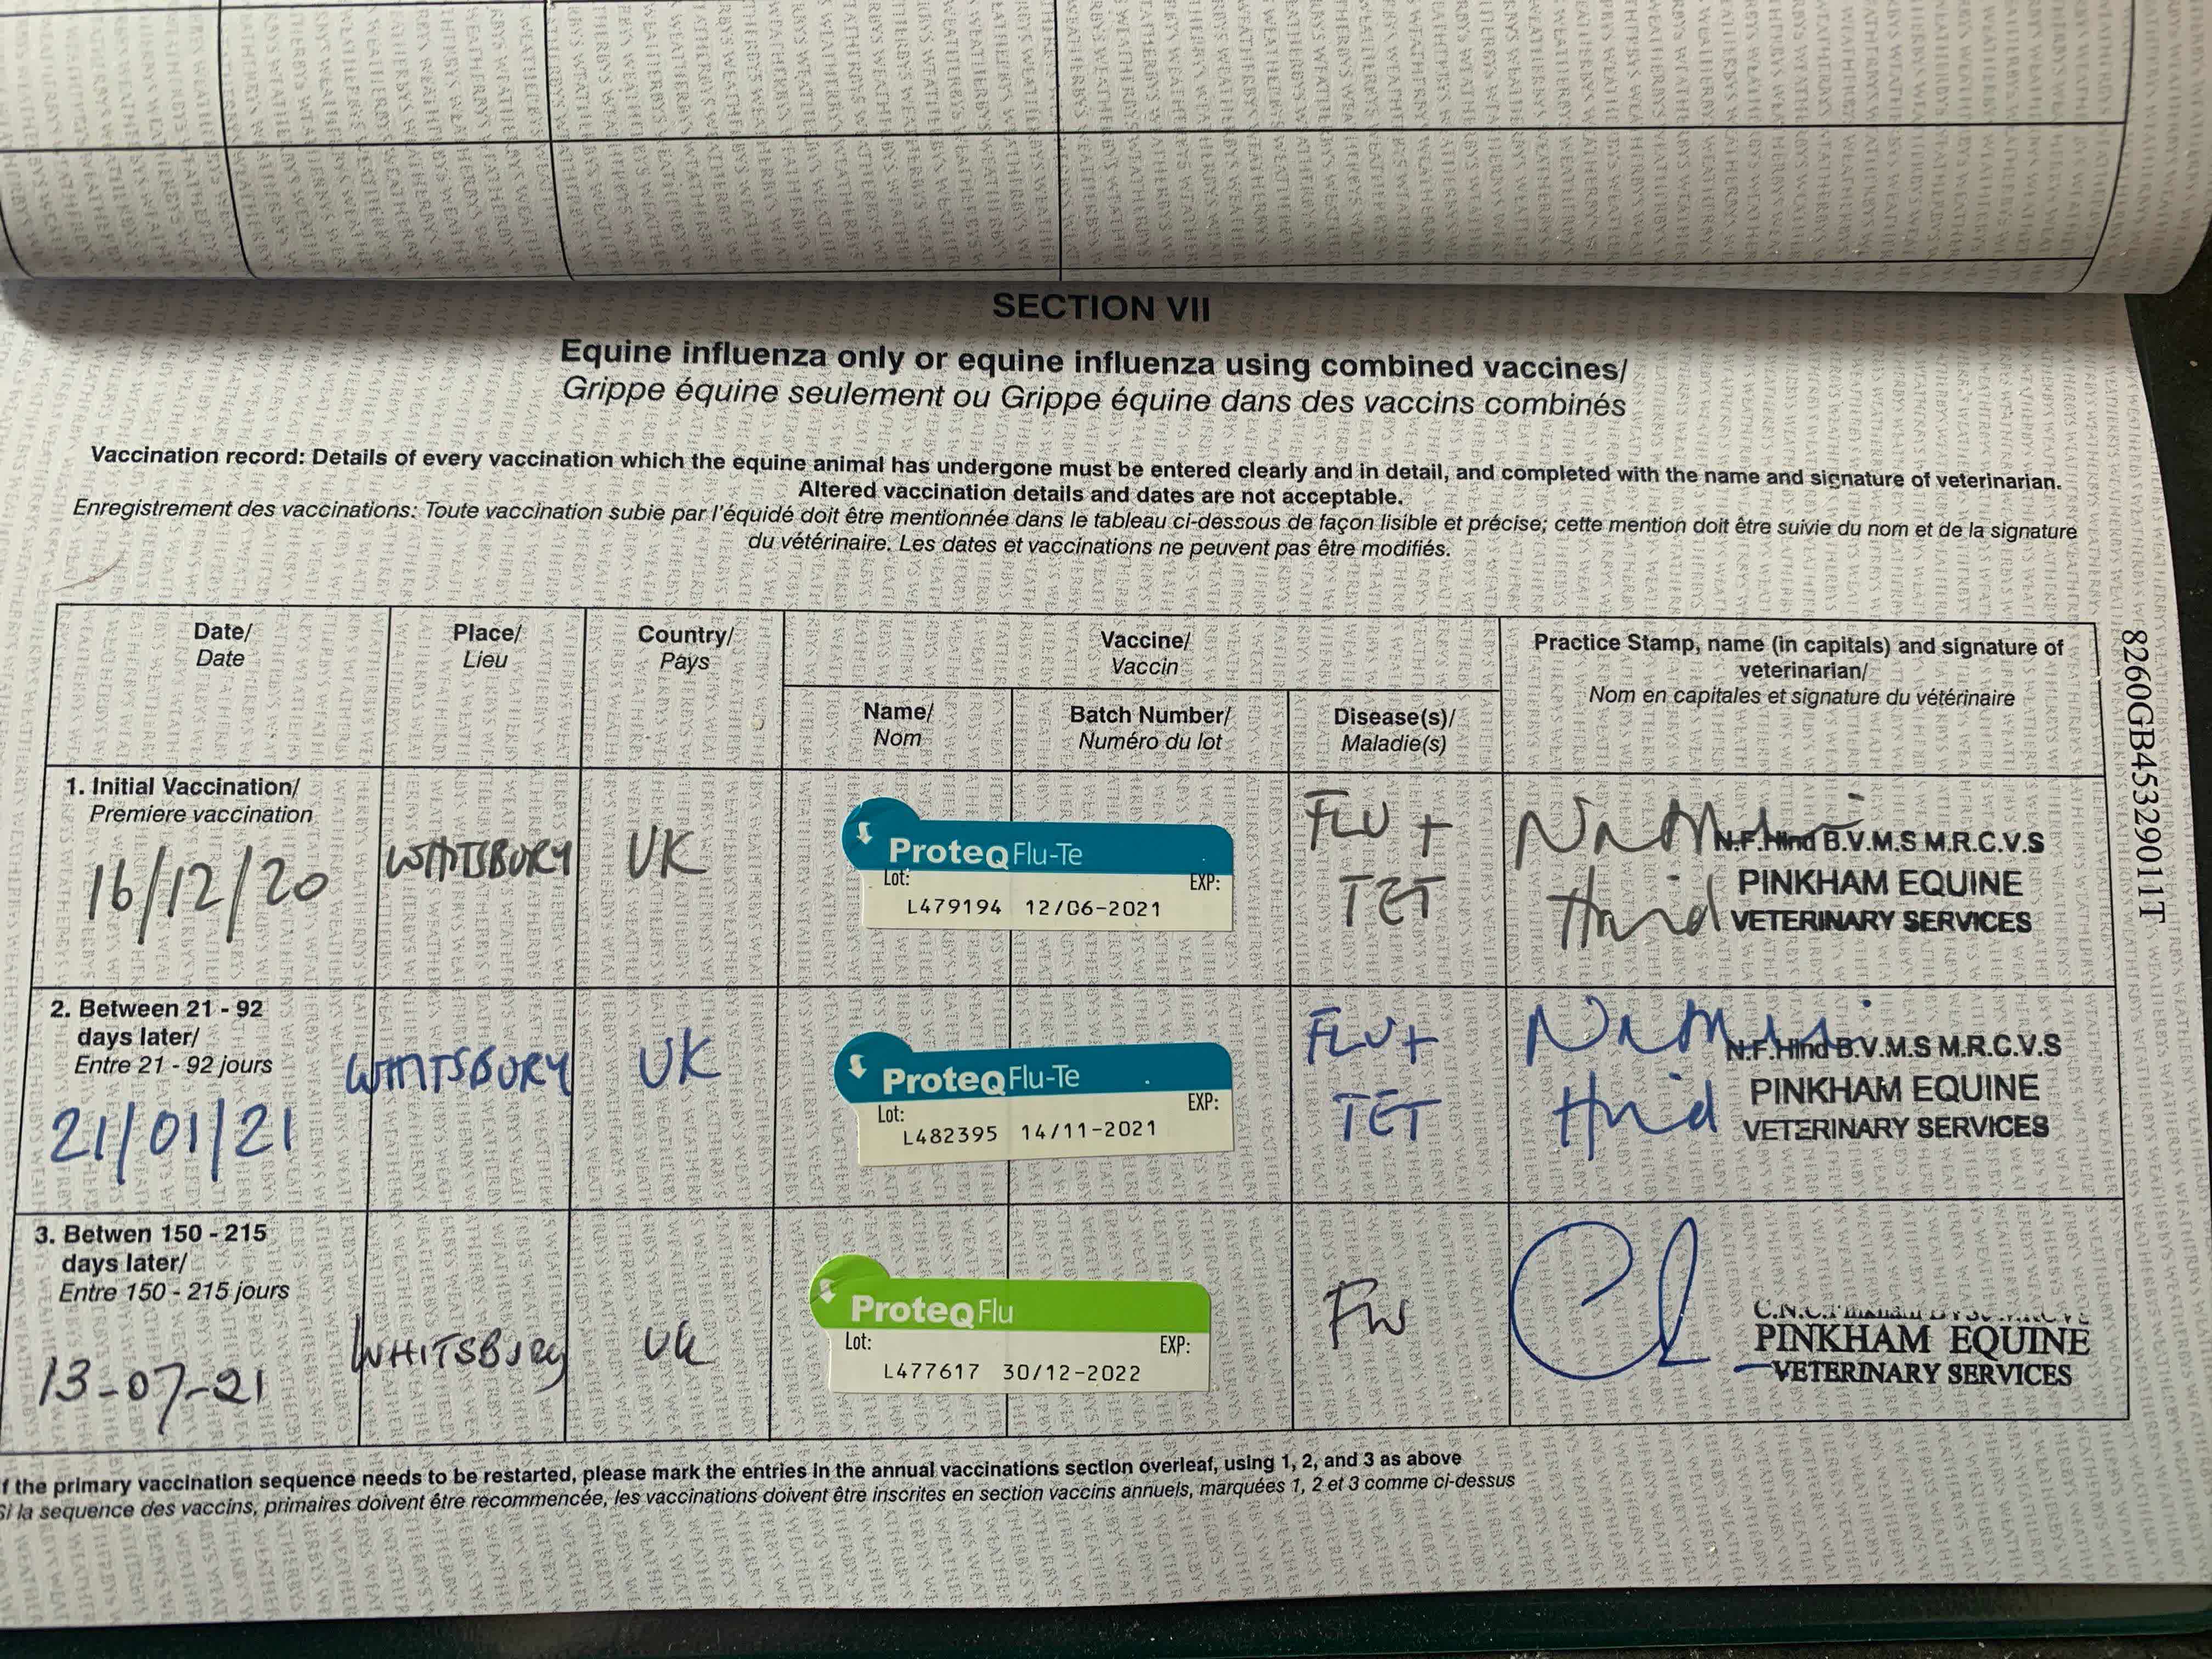 SECTION VII
Equine influenza only or equine influenza using combined vaccines/
Grippe équine seulement ou Grippe équine dans des vaccins combinés
Vaccination record: Details of every vaccination which the equine animal has undergone must be entered clearly and in detail, and completed with the name and signature of veterinarian.
Altered vaccination details and dates are not acceptable.
Enregistrement des vaccinations: Toute vaccination subie par l'équidé doit être mentionnée dans le tableau ci-dessous de façon lisible et précise; cette mention doit être suivie du nom et de la signature
du vétérinaire. Les dates et vaccinations ne peuvent pas être modifiés.
Date/
Date
Place/
Lieu
Country/
Pays
Vaccine/
Vaccin
Name/
Nom
Batch Number/
Numéro du lot
Disease(s)/
Maladie(s)
Practice Stamp, name (in capitals) and signature of
veterinarian/
Nom en capitales et signature du vétérinaire
8260GB45329011T
1. Initial Vaccination/
Premiere vaccination
16/12/20
WHITSBURY
UK
ProteQ Flu-Te
Lot: EXP:
L479194 12/06-2021
FLU +
TET
N.F.Hind B.V.M.S M.R.C.V.S
PINKHAM EQUINE
VETERINARY SERVICES
2. Between 21 - 92
days later/
Entre 21 - 92 jours
21/01/21
WHITSBURY
UK
ProteQ Flu-Te
Lot: EXP:
L482395 14/11-2021
FLU +
TET
N.F.Hind B.V.M.S M.R.C.V.S
PINKHAM EQUINE
VETERINARY SERVICES
3. Betwen 150 - 215
days later/
Entre 150 - 215 jours
13-07-21
WHITSBURY
UK
ProteQ Flu
Lot: EXP:
L477617 30/12-2022
Flu
C.N.C.
PINKHAM EQUINE
VETERINARY SERVICES
f the primary vaccination sequence needs to be restarted, please mark the entries in the annual vaccinations section overleaf, using 1, 2, and 3 as above
Si la sequence des vaccins, primaires doivent être recommencée, les vaccinations doivent être inscrites en section vaccins annuels, marquées 1, 2 et 3 comme ci-dessus